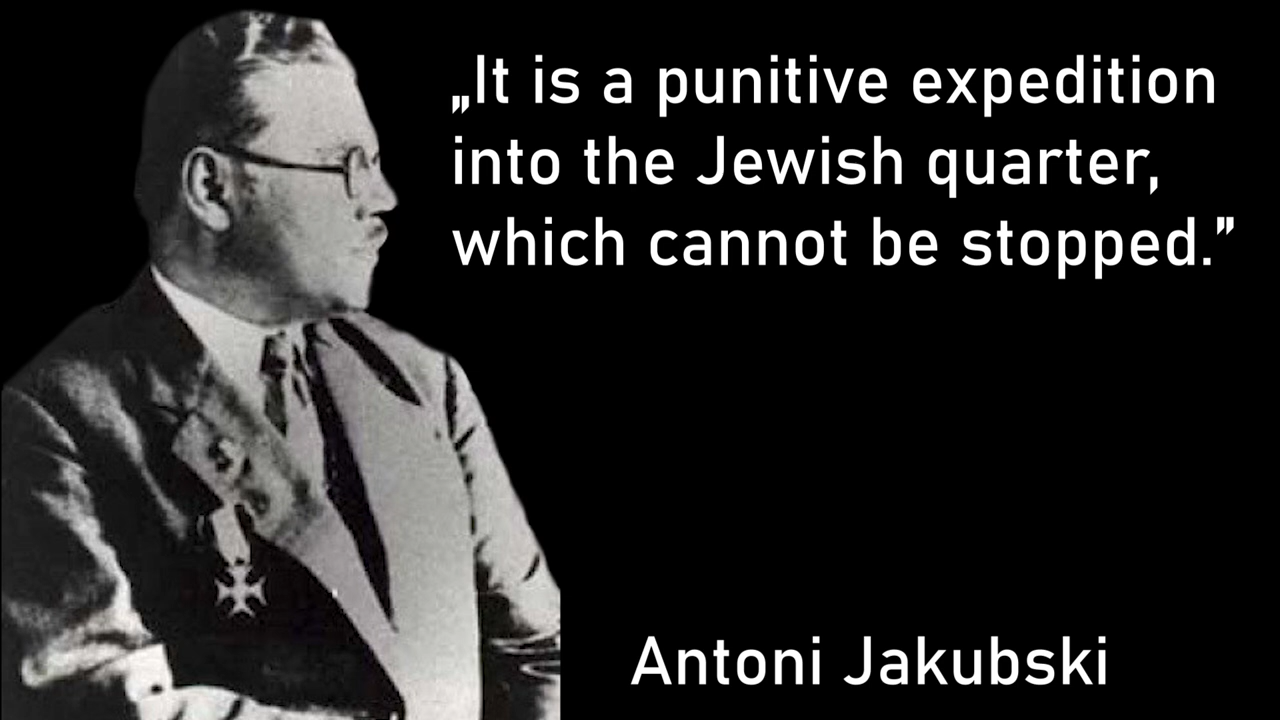 „It is a punitive expedition
into the Jewish quarter,
which cannot be stopped.”
Antoni Jakubski